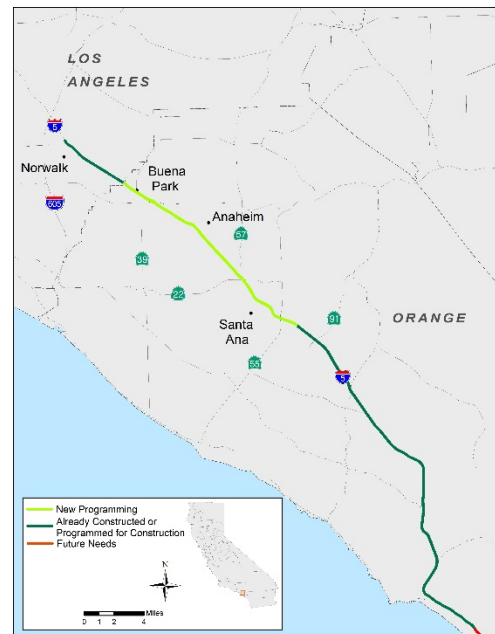 LOS
ANGELES
5
Norwalk
605
Buena
Park
Anaheim
57
39
22
Santa
Ana
91
ORANGE
55
5
New Programming
Already Constructed or
Programmed for Construction
Future Needs
N
0 1 2 4
Miles